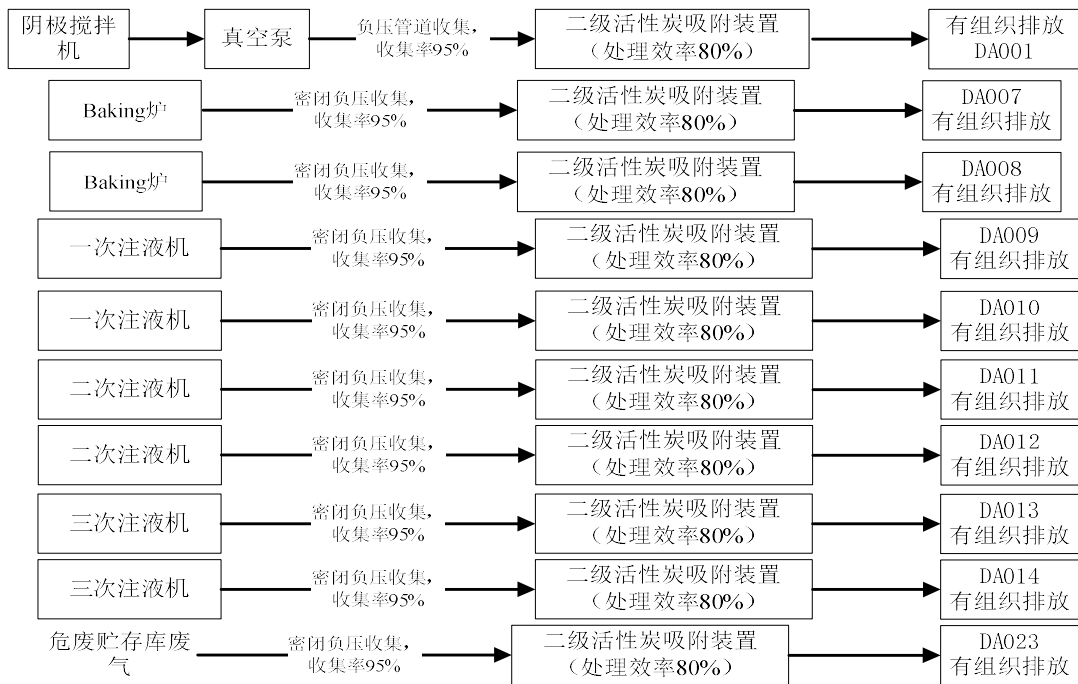 阴极搅拌
机
真空泵
负压管道收集，
收集率95%
二级活性炭吸附装置
（处理效率80%）
有组织排放
DA001
Baking炉
密闭负压收集，
收集率95%
二级活性炭吸附装置
（处理效率80%）
DA007
有组织排放
Baking炉
密闭负压收集，
收集率95%
二级活性炭吸附装置
（处理效率80%）
DA008
有组织排放
一次注液机
密闭负压收集，
收集率95%
二级活性炭吸附装置
（处理效率80%）
DA009
有组织排放
一次注液机
密闭负压收集，
收集率95%
二级活性炭吸附装置
（处理效率80%）
DA010
有组织排放
二次注液机
密闭负压收集，
收集率95%
二级活性炭吸附装置
（处理效率80%）
DA011
有组织排放
二次注液机
密闭负压收集，
收集率95%
二级活性炭吸附装置
（处理效率80%）
DA012
有组织排放
三次注液机
密闭负压收集，
收集率95%
二级活性炭吸附装置
（处理效率80%）
DA013
有组织排放
三次注液机
密闭负压收集，
收集率95%
二级活性炭吸附装置
（处理效率80%）
DA014
有组织排放
危废贮存库废
气
密闭负压收集，
收集率95%
二级活性炭吸附装置
（处理效率80%）
DA023
有组织排放